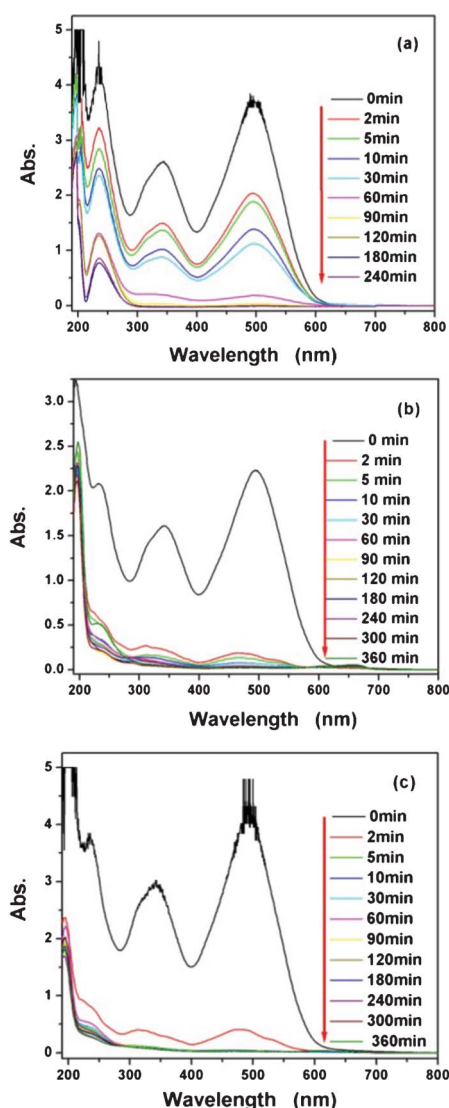 (a)
5
4
3
2
1
0
Abs.
0min
2min
5min
10min
30min
60min
90min
120min
180min
240min
200 300 400 500 600 700 800
Wavelength (nm)
(b)
3.0
2.5
2.0
1.5
1.0
0.5
0.0
Abs.
0 min
2 min
5 min
10 min
30 min
60 min
90 min
120 min
180 min
240 min
300 min
360 min
200 300 400 500 600 700 800
Wavelength (nm)
(c)
5
4
3
2
1
0
Abs.
0min
2min
5min
10min
30min
60min
90min
120min
180min
240min
300min
360min
200 300 400 500 600 700 800
Wavelength (nm)